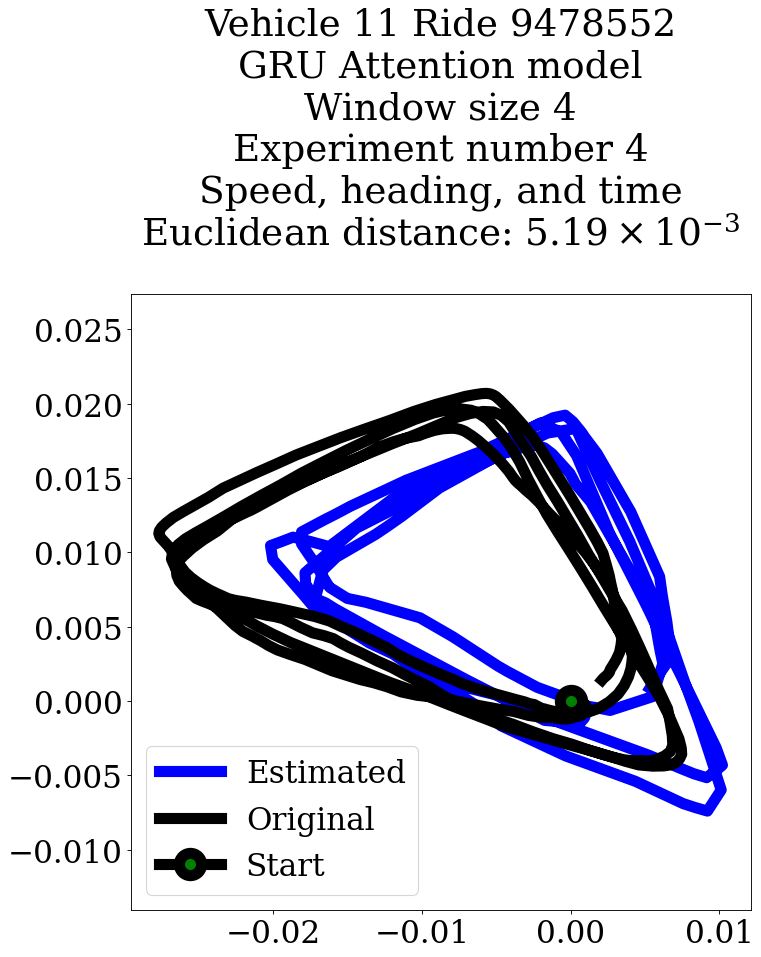 Vehicle 11 Ride 9478552
GRU Attention model
Window size 4
Experiment number 4
Speed, heading, and time
Euclidean distance: 5.19 × 10⁻³
0.025
0.020
0.015
0.010
0.005
0.000
−0.005
−0.010
Estimated
Original
Start
−0.02 −0.01 0.00 0.01